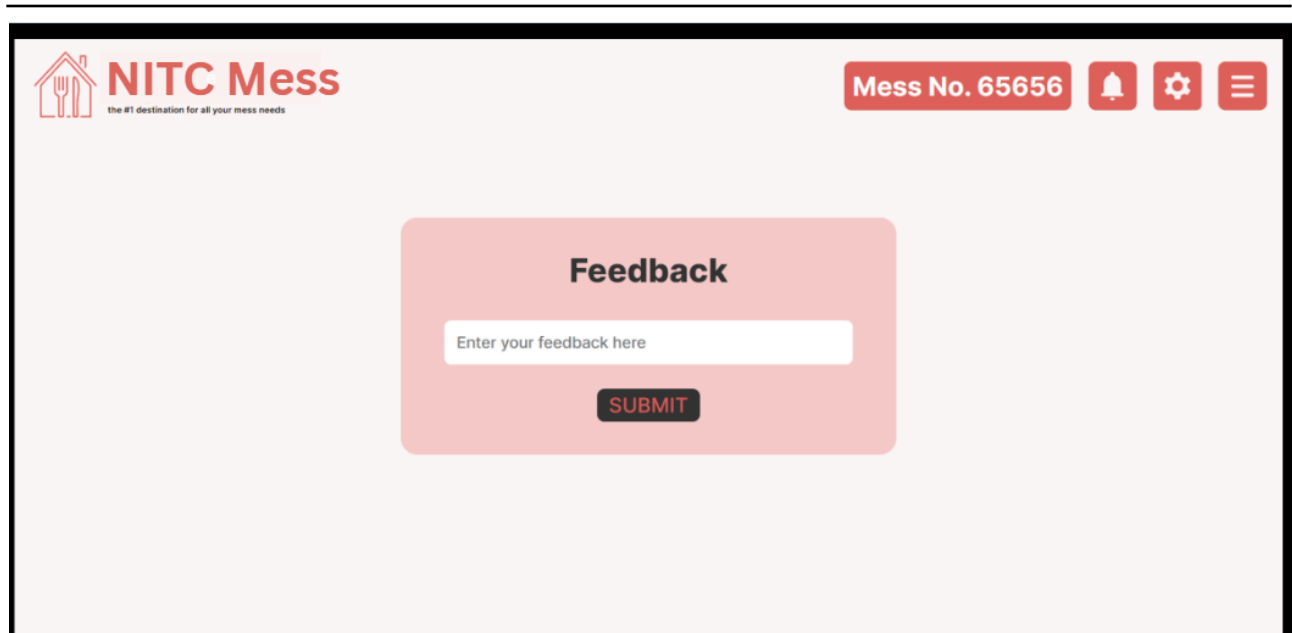 NITC Mess
the #1 destination for all your mess needs
Mess No. 65656
Feedback
Enter your feedback here
SUBMIT